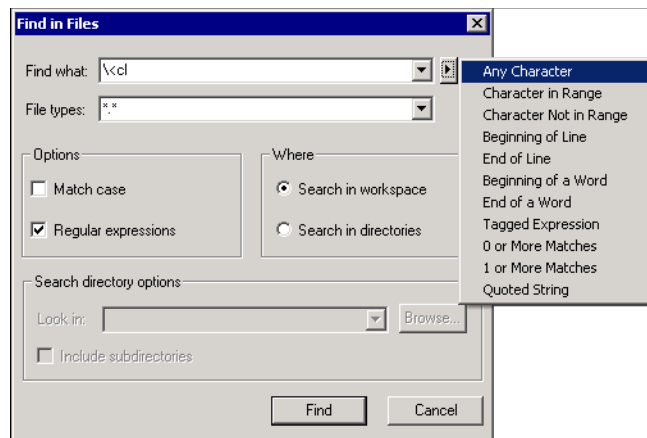 Find in Files
Find what: \<cl
File types: *.*
Options
Match case
Regular expressions
Where
Search in workspace
Search in directories
Search directory options
Look in:
Browse...
Include subdirectories
Find
Cancel
Any Character
Character in Range
Character Not in Range
Beginning of Line
End of Line
Beginning of a Word
End of a Word
Tagged Expression
0 or More Matches
1 or More Matches
Quoted String